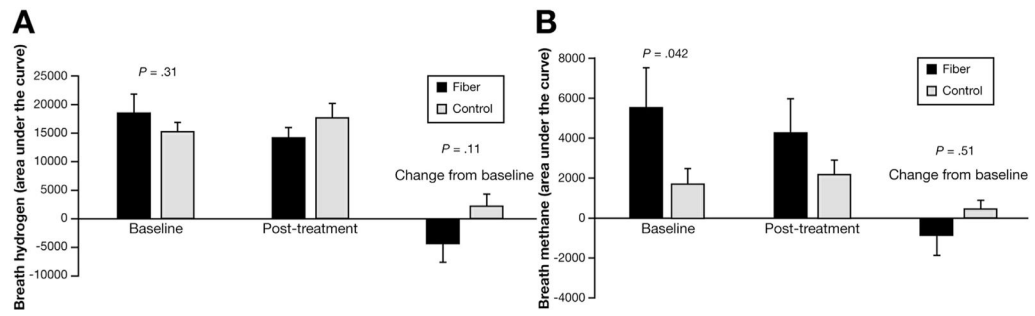 A
Breath hydrogen (area under the curve)
25000
20000
15000
10000
5000
0
-5000
-10000
P = .31
Fiber
Control
P = .11
Change from baseline
Baseline
Post-treatment
B
Breath methane (area under the curve)
8000
6000
4000
2000
0
-2000
-4000
P = .042
Fiber
Control
P = .51
Change from baseline
Baseline
Post-treatment